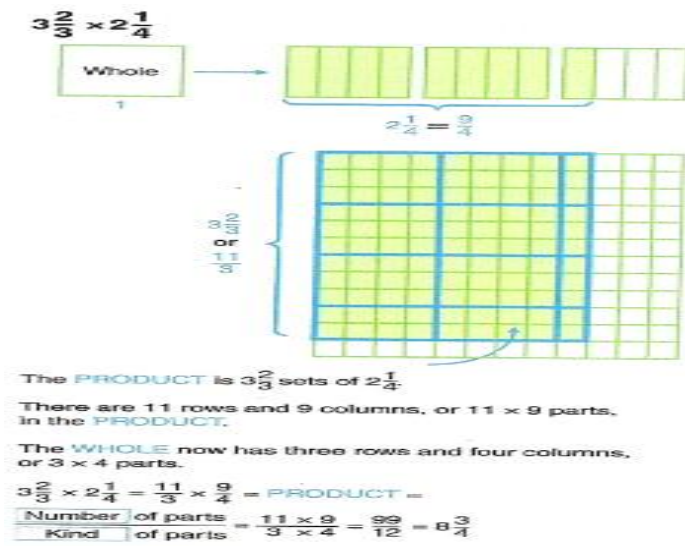 3 2/3 × 2 1/4
Whole
1
2 1/4 = 9/4
3 2/3
or
11/3
The PRODUCT is 3 2/3 sets of 2 1/4.
There are 11 rows and 9 columns, or 11 × 9 parts,
in the PRODUCT.
The WHOLE now has three rows and four columns,
or 3 × 4 parts.
3 2/3 × 2 1/4 = 11/3 × 9/4 = PRODUCT =
Number of parts / Kind of parts = 11 × 9 / 3 × 4 = 99/12 = 8 3/4